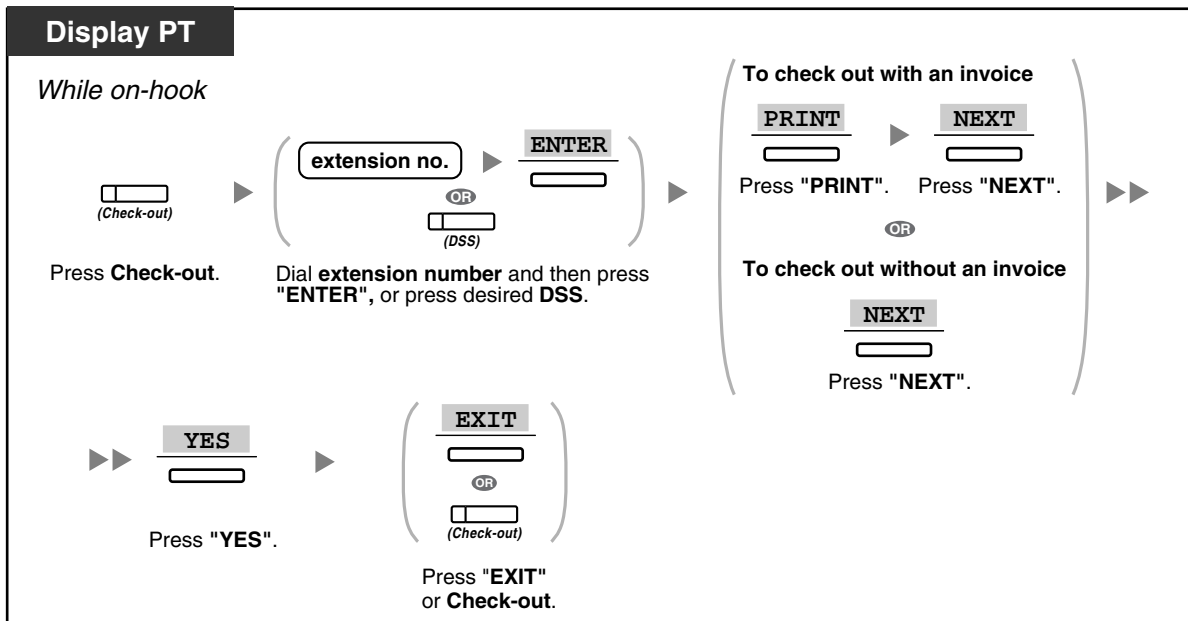 Display PT
While on-hook
(Check-out)
Press Check-out.
extension no.
ENTER
OR
(DSS)
Dial extension number and then press
"ENTER", or press desired DSS.
To check out with an invoice
PRINT
NEXT
Press "PRINT".
Press "NEXT".
OR
To check out without an invoice
NEXT
Press "NEXT".
YES
Press "YES".
EXIT
OR
(Check-out)
Press "EXIT"
or Check-out.